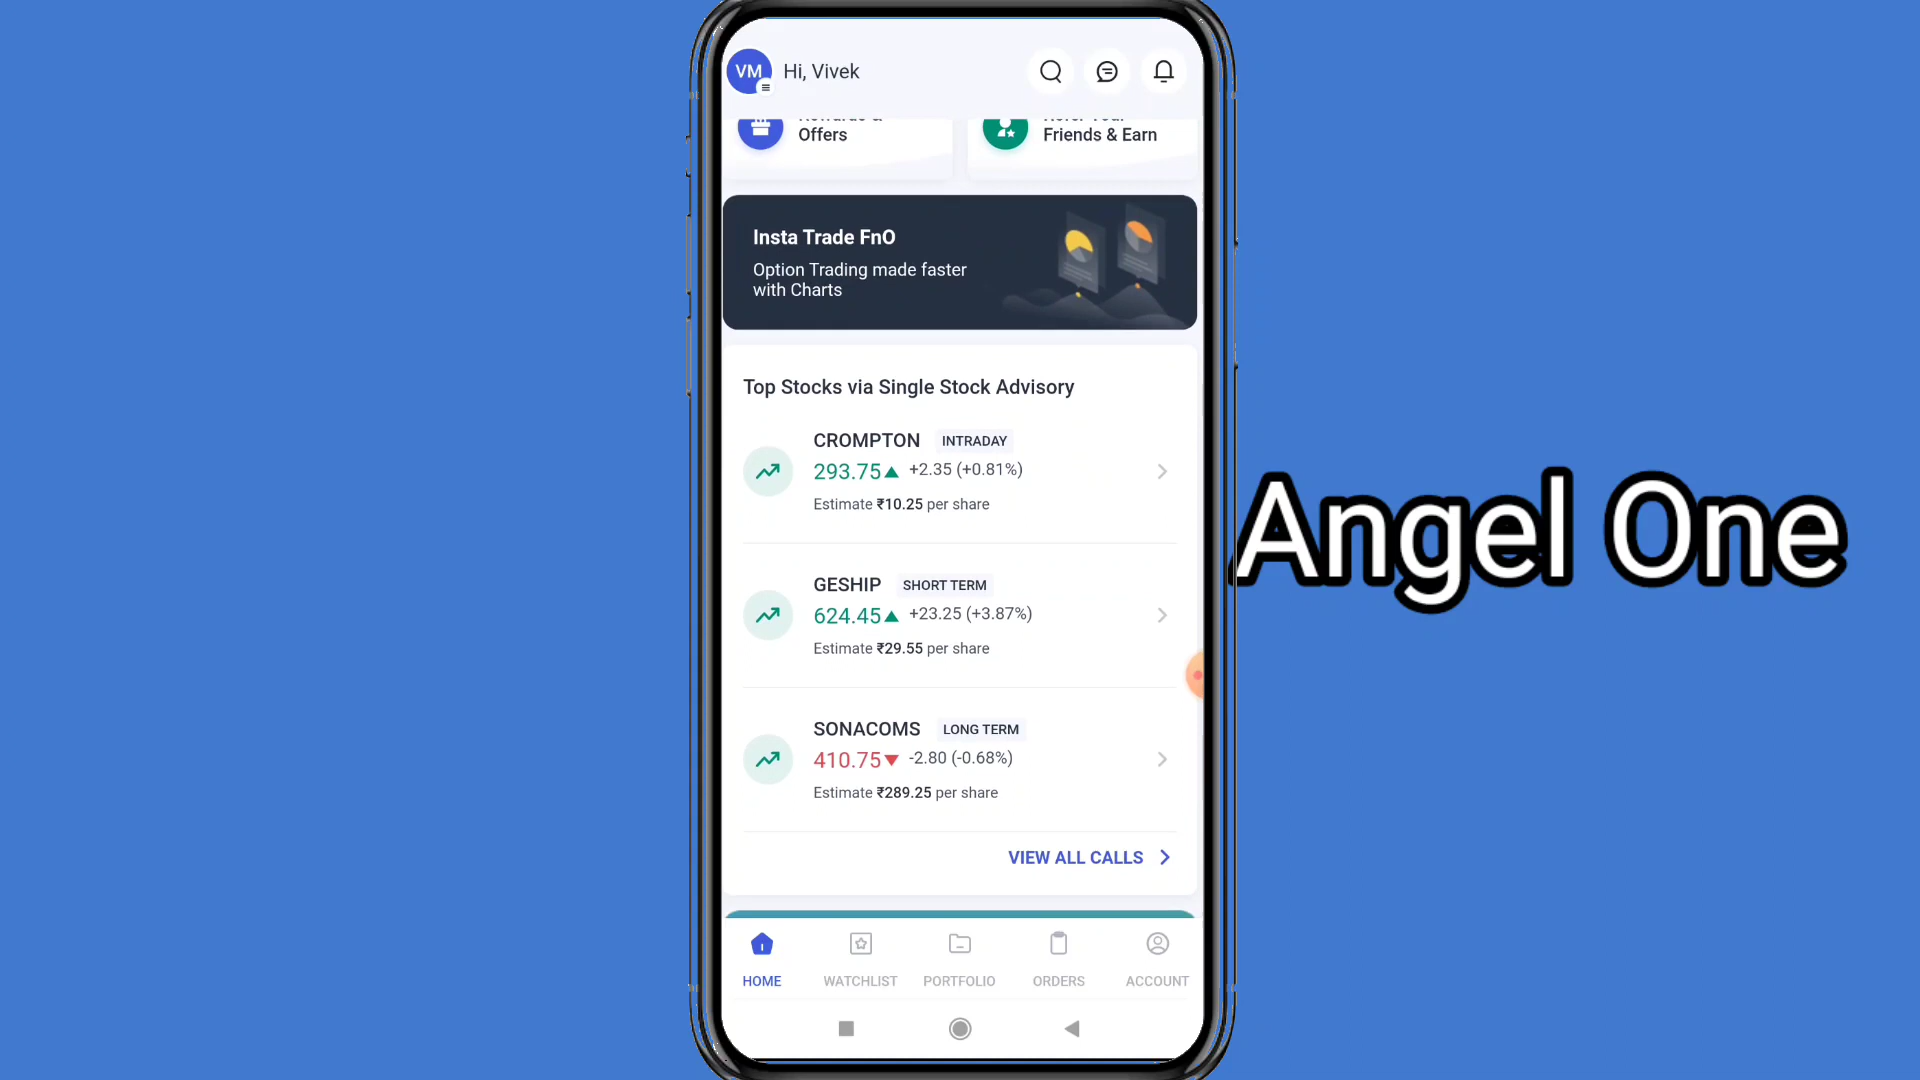 VM Hi, Vivek
Offers
Friends & Earn
Insta Trade FnO
Option Trading made faster
with Charts
Top Stocks via Single Stock Advisory
CROMPTON INTRADAY
293.75▲ +2.35 (+0.81%)
Estimate ₹10.25 per share
GESHIP SHORT TERM
624.45▲ +23.25 (+3.87%)
Estimate ₹29.55 per share
SONACOMS LONG TERM
410.75▼ -2.80 (-0.68%)
Estimate ₹289.25 per share
VIEW ALL CALLS
HOME WATCHLIST PORTFOLIO ORDERS ACCOUNT
Angel One